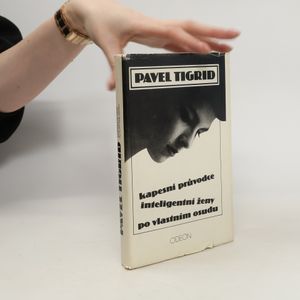 PAVEL TIGRID
kapesní průvodce
inteligentní ženy
po vlastním osudu
ODEON
PAVEL TIGRID